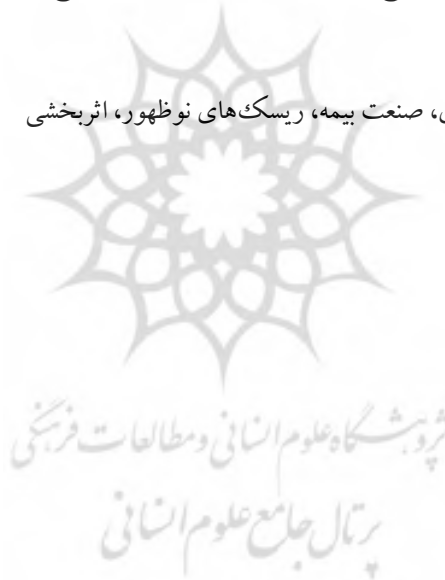 صنعت بیمه، ریسک‌های نوظهور، اثربخشی
پژوهشگاه علوم انسانی و مطالعات فرهنگی
پرتال جامع علوم انسانی